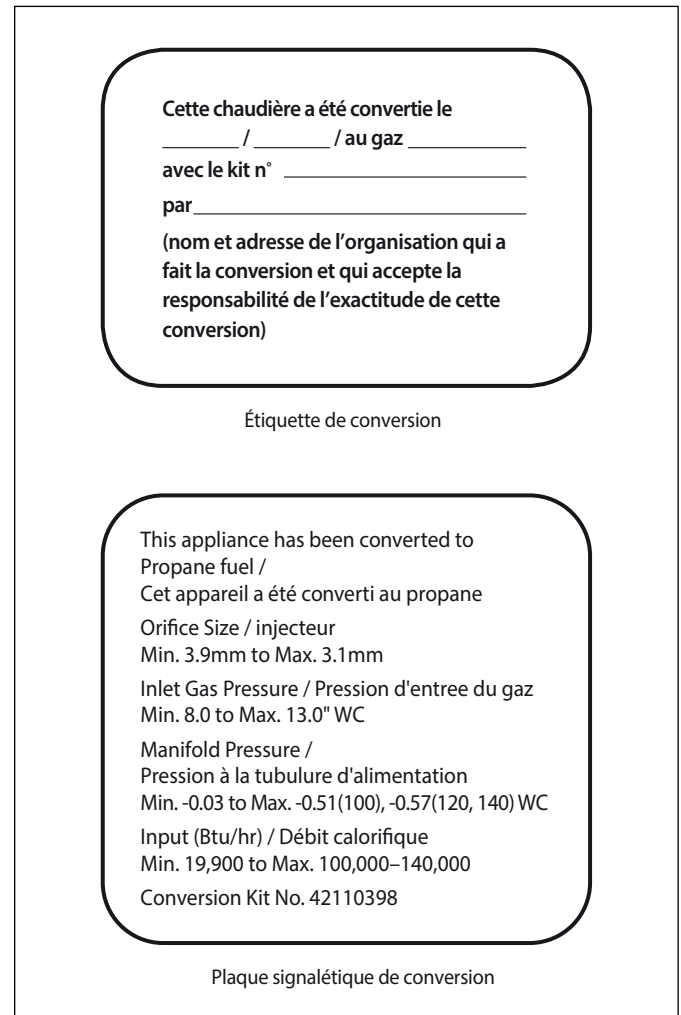 Cette chaudière a été convertie le
_______ / _______ / au gaz ___________
avec le kit n° ______________________
par______________________________
(nom et adresse de l’organisation qui a
fait la conversion et qui accepte la
responsabilité de l’exactitude de cette
conversion)
Étiquette de conversion
This appliance has been converted to
Propane fuel /
Cet appareil a été converti au propane
Orifice Size / injecteur
Min. 3.9mm to Max. 3.1mm
Inlet Gas Pressure / Pression d'entree du gaz
Min. 8.0 to Max. 13.0" WC
Manifold Pressure /
Pression à la tubulure d'alimentation
Min. -0.03 to Max. -0.51(100), -0.57(120, 140) WC
Input (Btu/hr) / Débit calorifique
Min. 19,900 to Max. 100,000–140,000
Conversion Kit No. 42110398
Plaque signalétique de conversion